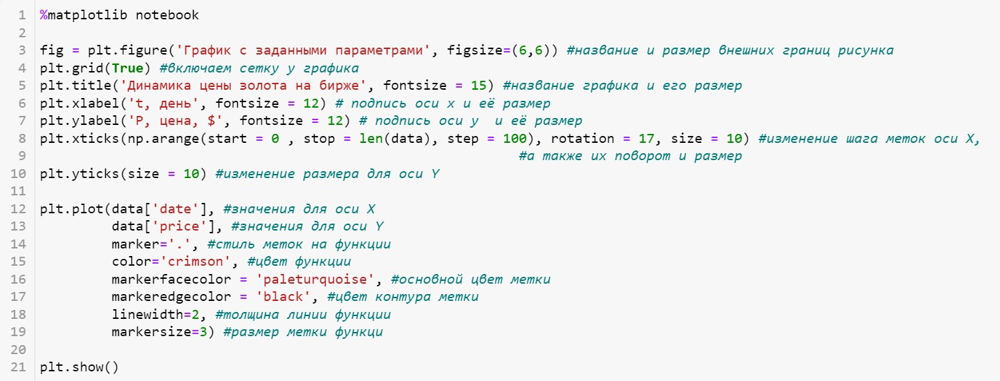 1 %matplotlib notebook
2
3 fig = plt.figure('График с заданными параметрами', figsize=(6,6)) #название и размер внешних границ рисунка
4 plt.grid(True) #включаем сетку у графика
5 plt.title('Динамика цены золота на бирже', fontsize = 15) #название графика и его размер
6 plt.xlabel('t, день', fontsize = 12) # подпись оси х и её размер
7 plt.ylabel('P, цена, $', fontsize = 12) # подпись оси у  и её размер
8 plt.xticks(np.arange(start = 0 , stop = len(data), step = 100), rotation = 17, size = 10) #изменение шага меток оси X,
9                                                             #а также их поворот и размер
10 plt.yticks(size = 10) #изменение размера для оси Y
11
12 plt.plot(data['date'], #значения для оси X
13          data['price'], #значения для оси Y
14          marker='.', #стиль меток на функции
15          color='crimson', #цвет функции
16          markerfacecolor = 'paleturquoise', #основной цвет метки
17          markeredgecolor = 'black', #цвет контура метки
18          linewidth=2, #толщина линии функции
19          markersize=3) #размер метки функци
20
21 plt.show()